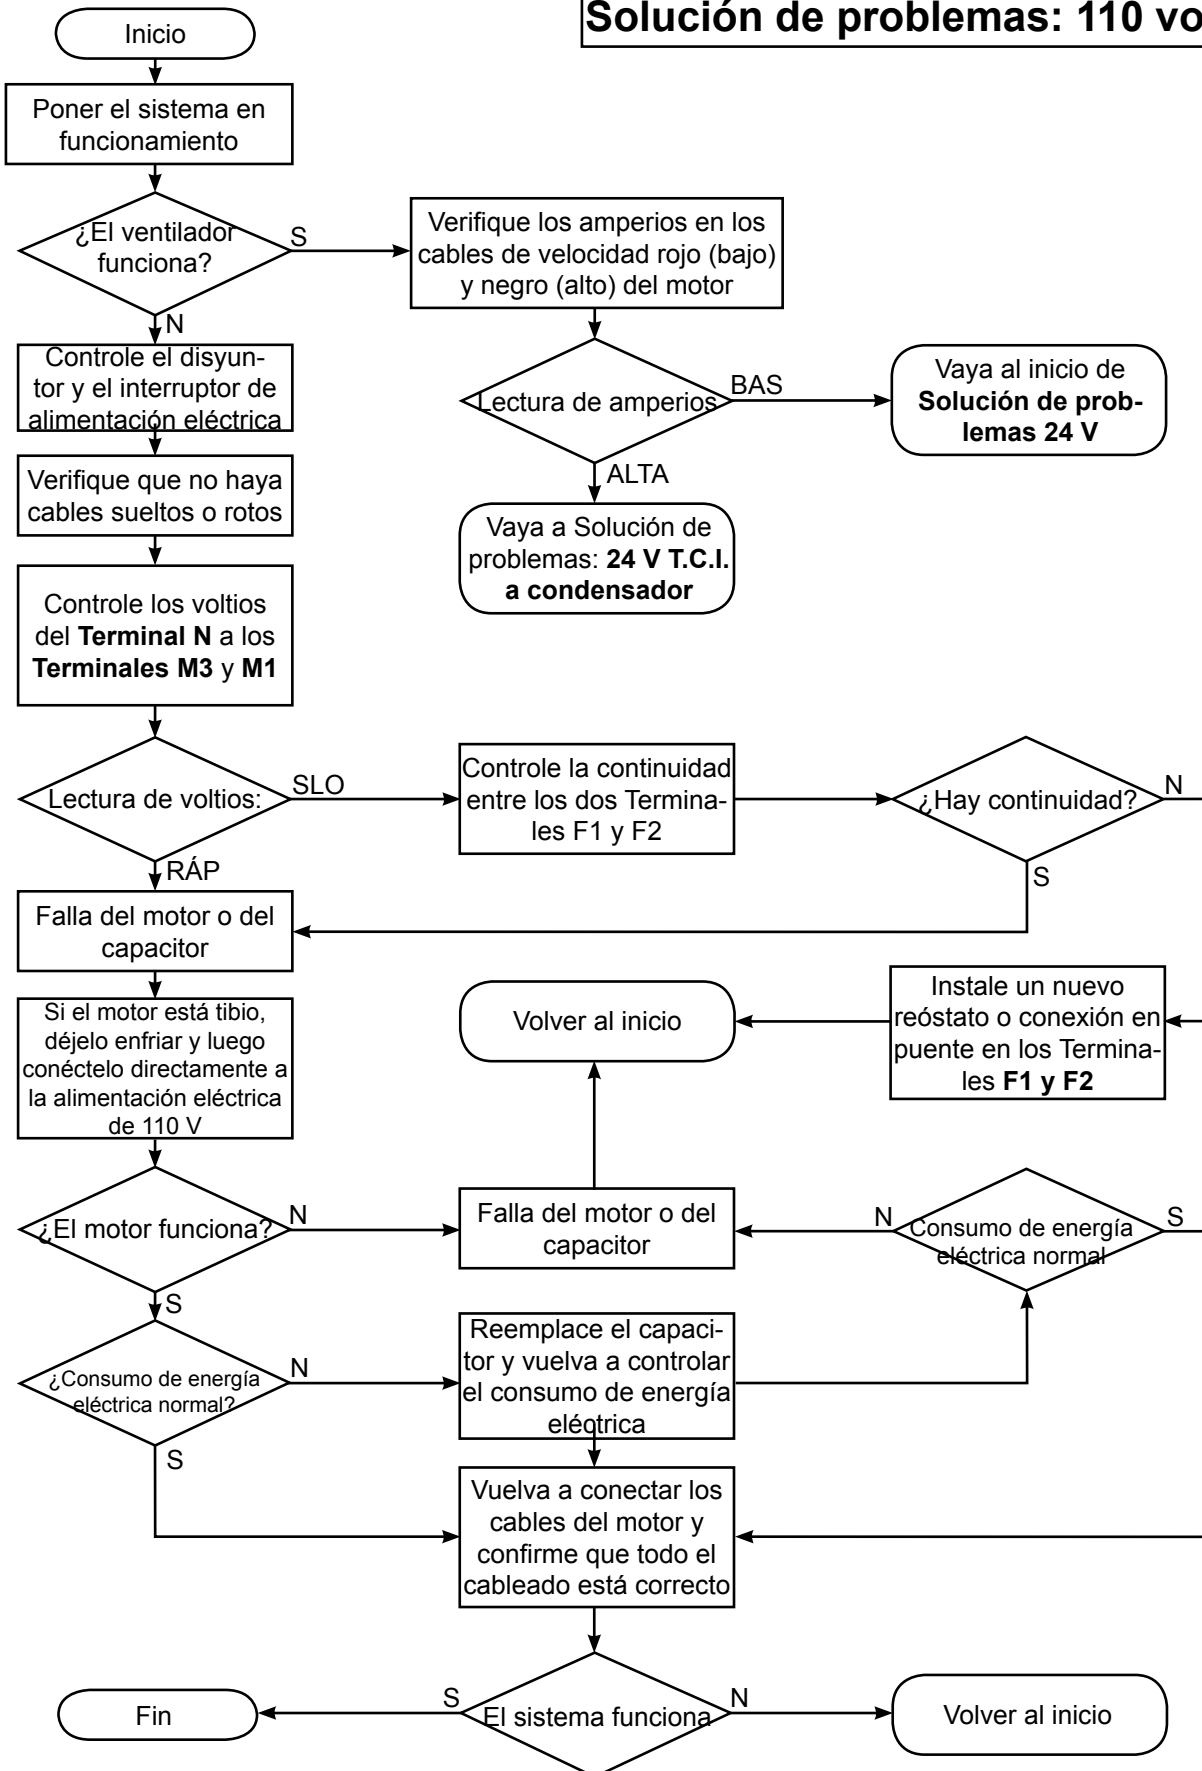 Solución de problemas: 110 vo
Inicio
Poner el sistema en
funcionamiento
¿El ventilador
funciona?
S
N
Verifique los amperios en los
cables de velocidad rojo (bajo)
y negro (alto) del motor
Controle el disyun-
tor y el interruptor de
alimentación eléctrica
Lectura de amperios
BAS
ALTA
Vaya al inicio de
Solución de prob-
lemas 24 V
Verifique que no haya
cables sueltos o rotos
Vaya a Solución de
problemas: 24 V T.C.I.
a condensador
Controle los voltios
del Terminal N a los
Terminales M3 y M1
Lectura de voltios:
SLO
RÁP
Controle la continuidad
entre los dos Termina-
les F1 y F2
¿Hay continuidad?
N
S
Falla del motor o del
capacitor
Si el motor está tibio,
déjelo enfriar y luego
conéctelo directamente a
la alimentación eléctrica
de 110 V
Volver al inicio
Instale un nuevo
reóstato o conexión en
puente en los Termina-
les F1 y F2
¿El motor funciona?
N
S
Falla del motor o del
capacitor
N
Consumo de energía
eléctrica normal
S
¿Consumo de energía
eléctrica normal?
N
S
Reemplace el capaci-
tor y vuelva a controlar
el consumo de energía
eléctrica
Vuelva a conectar los
cables del motor y
confirme que todo el
cableado está correcto
Fin
S
El sistema funciona
N
Volver al inicio